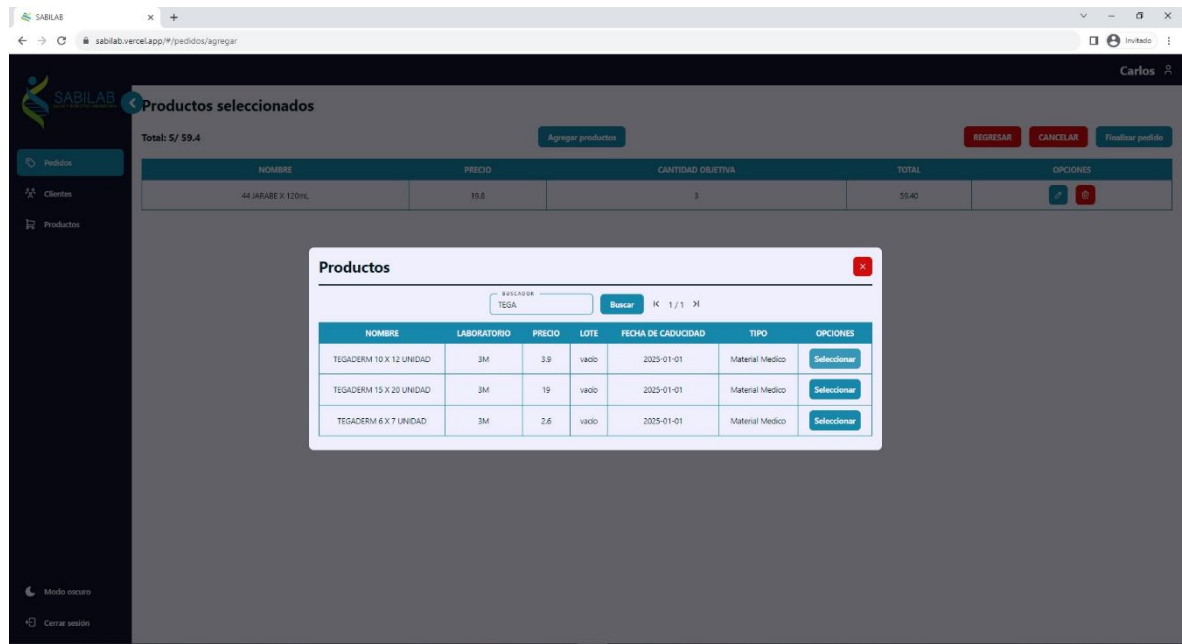 SABILAB
sabilab.vercel.app/#/pedidos/agregar
Invitado
Carlos
SABILAB
Productos seleccionados
Total: S/ 59.4
Agregar productos
REGRESAR CANCELAR Finalizar pedido
Pedidos
Clientes
Productos
NOMBRE PRECIO CANTIDAD OBJETIVA TOTAL OPCIONES
44 JARABE X 120mL 19.8 3 59.40
Productos
BUSCADOR
TEGA
Buscar
1 / 1
NOMBRE LABORATORIO PRECIO LOTE FECHA DE CADUCIDAD TIPO OPCIONES
TEGADERM 10 X 12 UNIDAD 3M 3.9 vacio 2025-01-01 Material Medico Seleccionar
TEGADERM 15 X 20 UNIDAD 3M 19 vacio 2025-01-01 Material Medico Seleccionar
TEGADERM 6 X 7 UNIDAD 3M 2.6 vacio 2025-01-01 Material Medico Seleccionar
Modo oscuro
Cerrar sesión